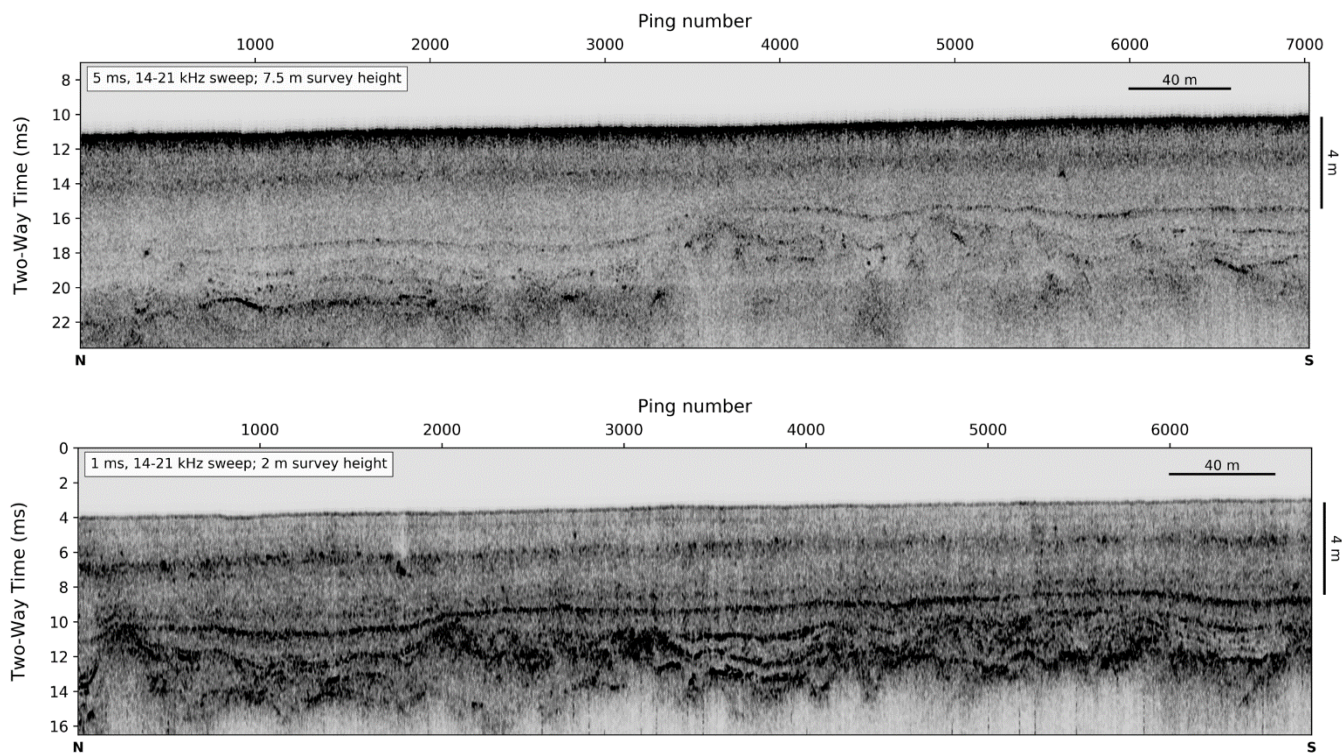 Ping number
1000 2000 3000 4000 5000 6000 7000
5 ms, 14-21 kHz sweep; 7.5 m survey height
40 m
8
10
12
14
16
18
20
22
Two-Way Time (ms)
4 m
N S
Ping number
1000 2000 3000 4000 5000 6000
1 ms, 14-21 kHz sweep; 2 m survey height
40 m
0
2
4
6
8
10
12
14
16
Two-Way Time (ms)
4 m
N S